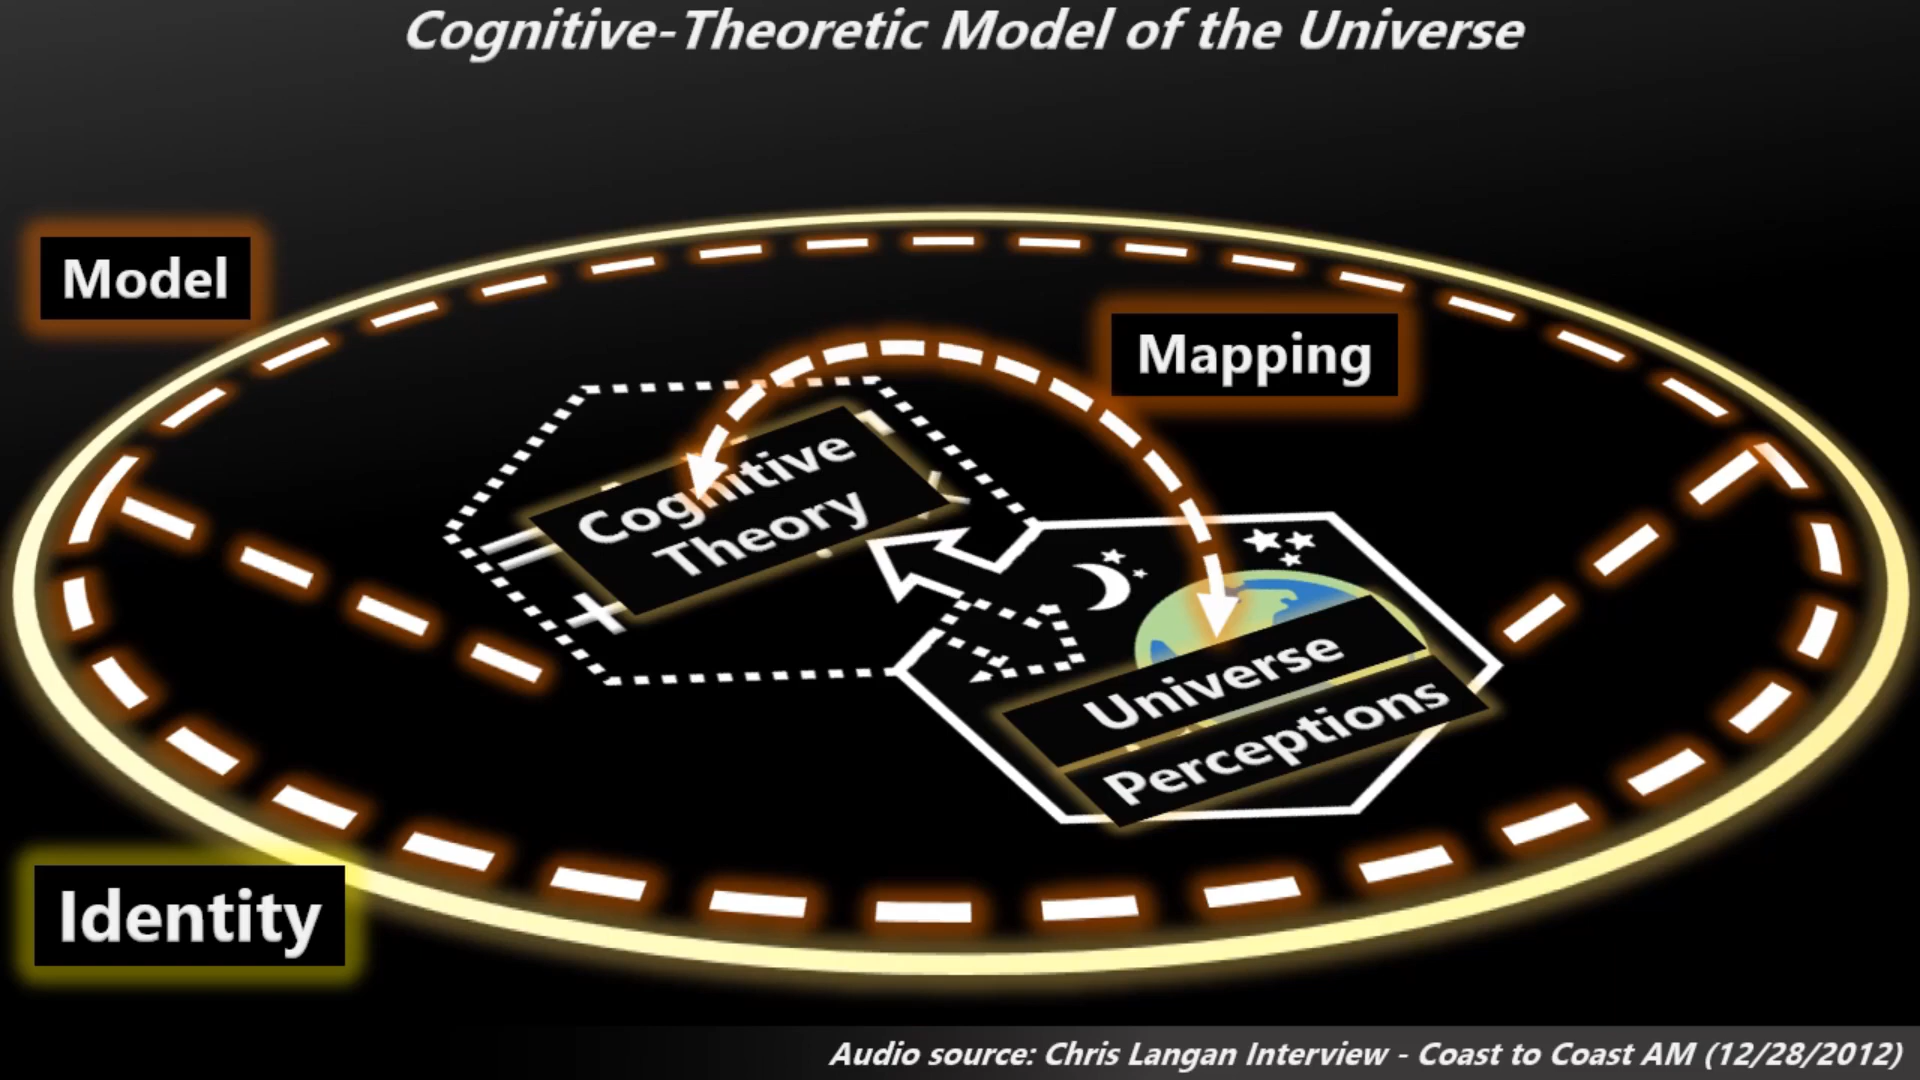 Cognitive-Theoretic Model of the Universe
Model
Mapping
Cognitive
Theory
Universe
Perceptions
Identity
Audio source: Chris Langan Interview - Coast to Coast AM (12/28/2012)